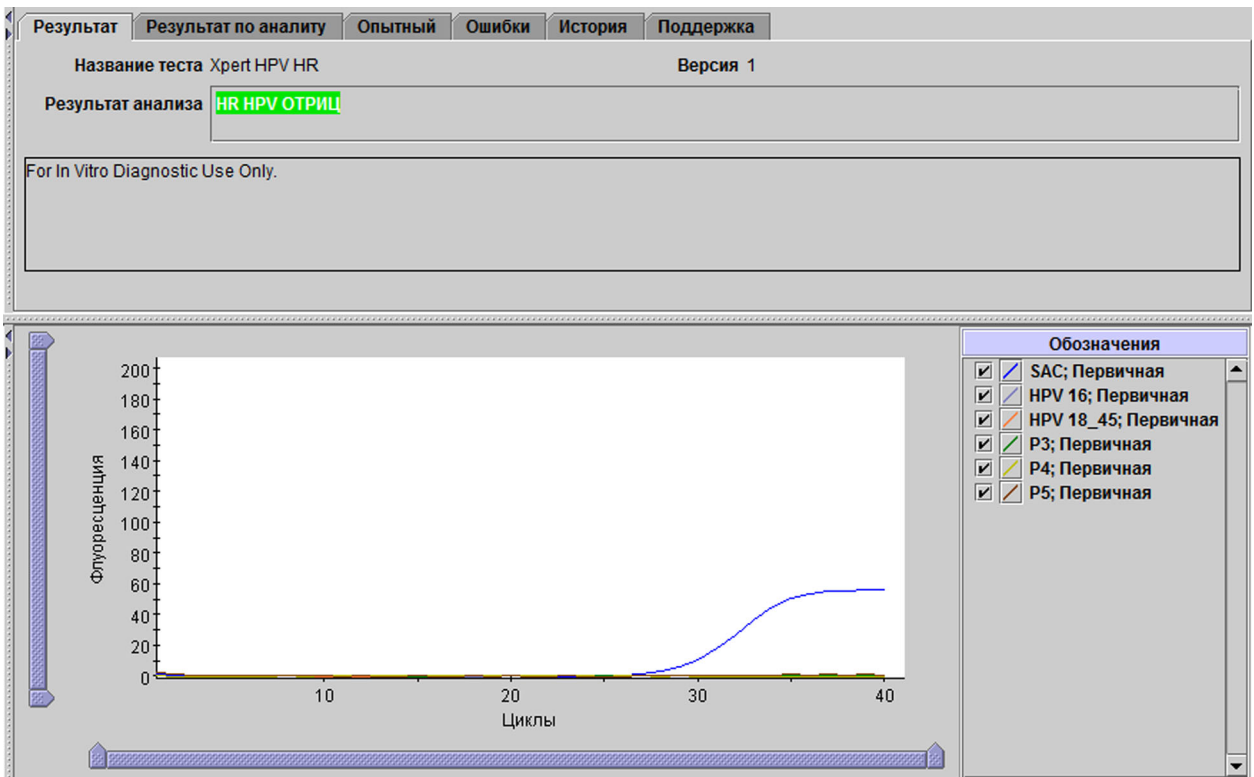 Результат Результат по аналиту Опытный Ошибки История Поддержка
Название теста Xpert HPV HR Версия 1
Результат анализа HR HPV ОТРИЦ
For In Vitro Diagnostic Use Only.
Обозначения
SAC; Первичная
HPV 16; Первичная
HPV 18_45; Первичная
P3; Первичная
P4; Первичная
P5; Первичная
Флуоресценция
200
180
160
140
120
100
80
60
40
20
0
10 20 30 40
Циклы